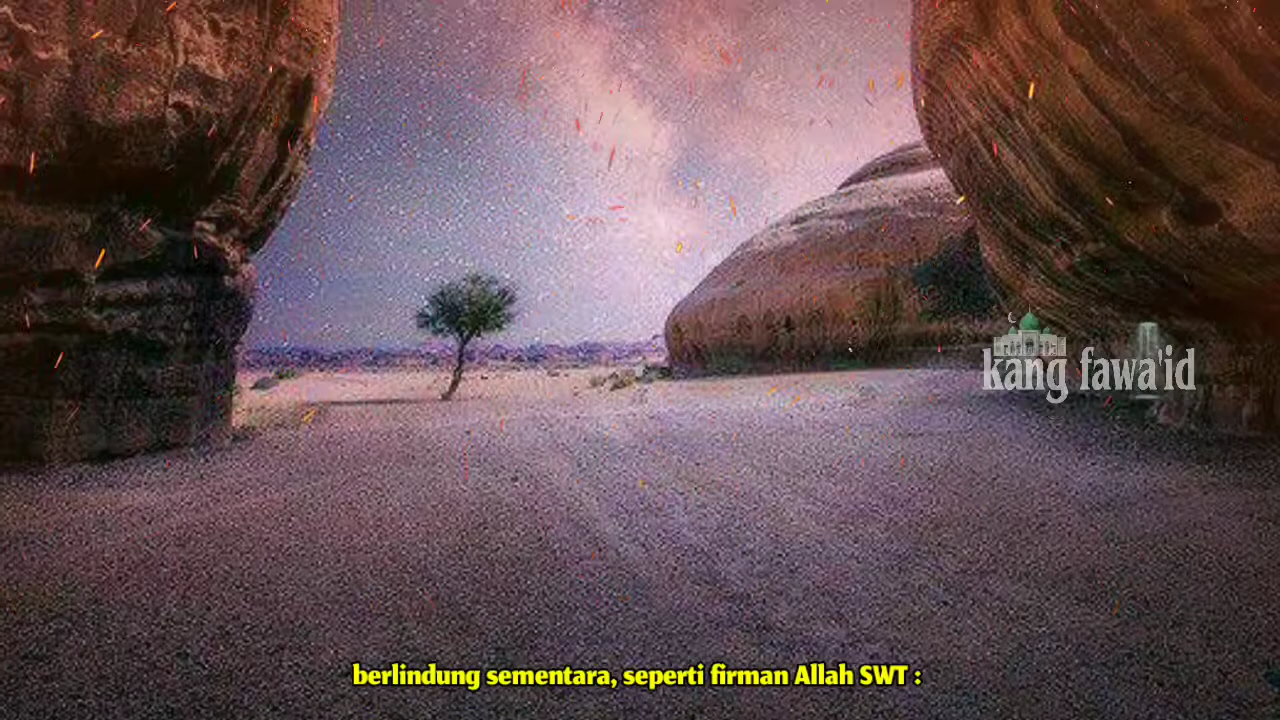 kang fawa'id
berlindung sementara, seperti firman Allah SWT :